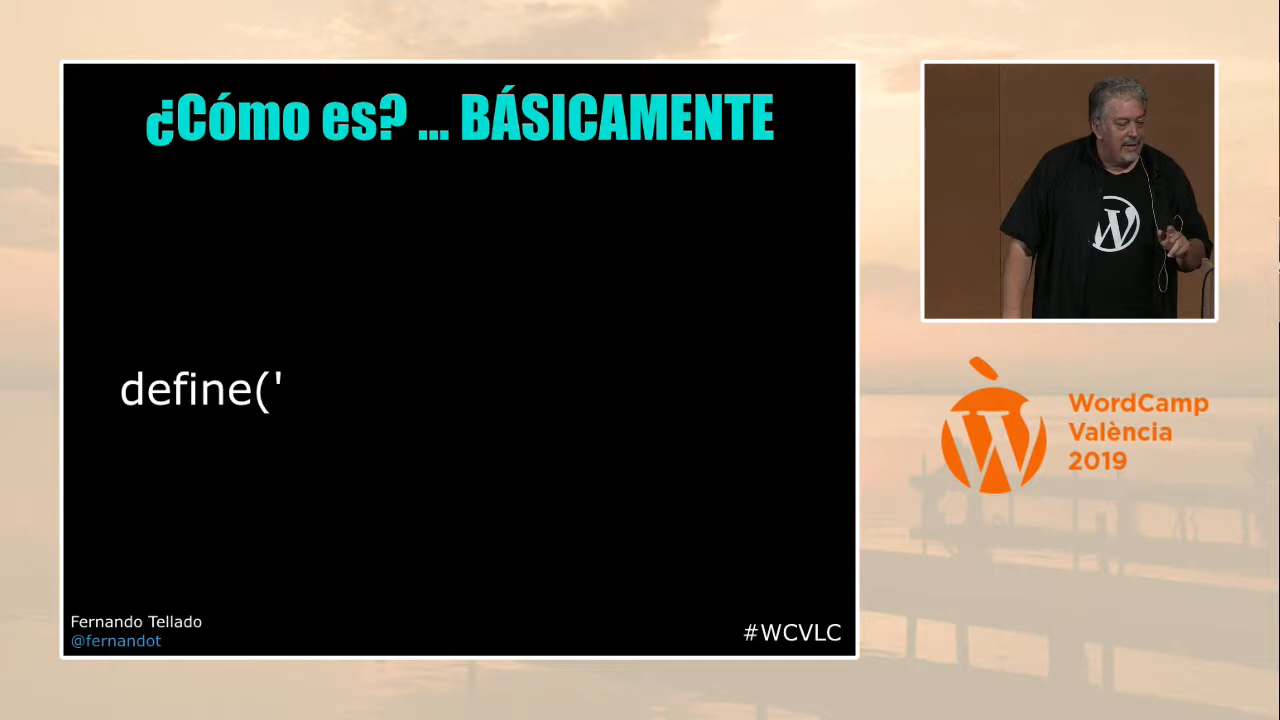 ¿Cómo es? ... BÁSICAMENTE
define('
Fernando Tellado
@fernandot
#WCVLC
WordCamp
València
2019